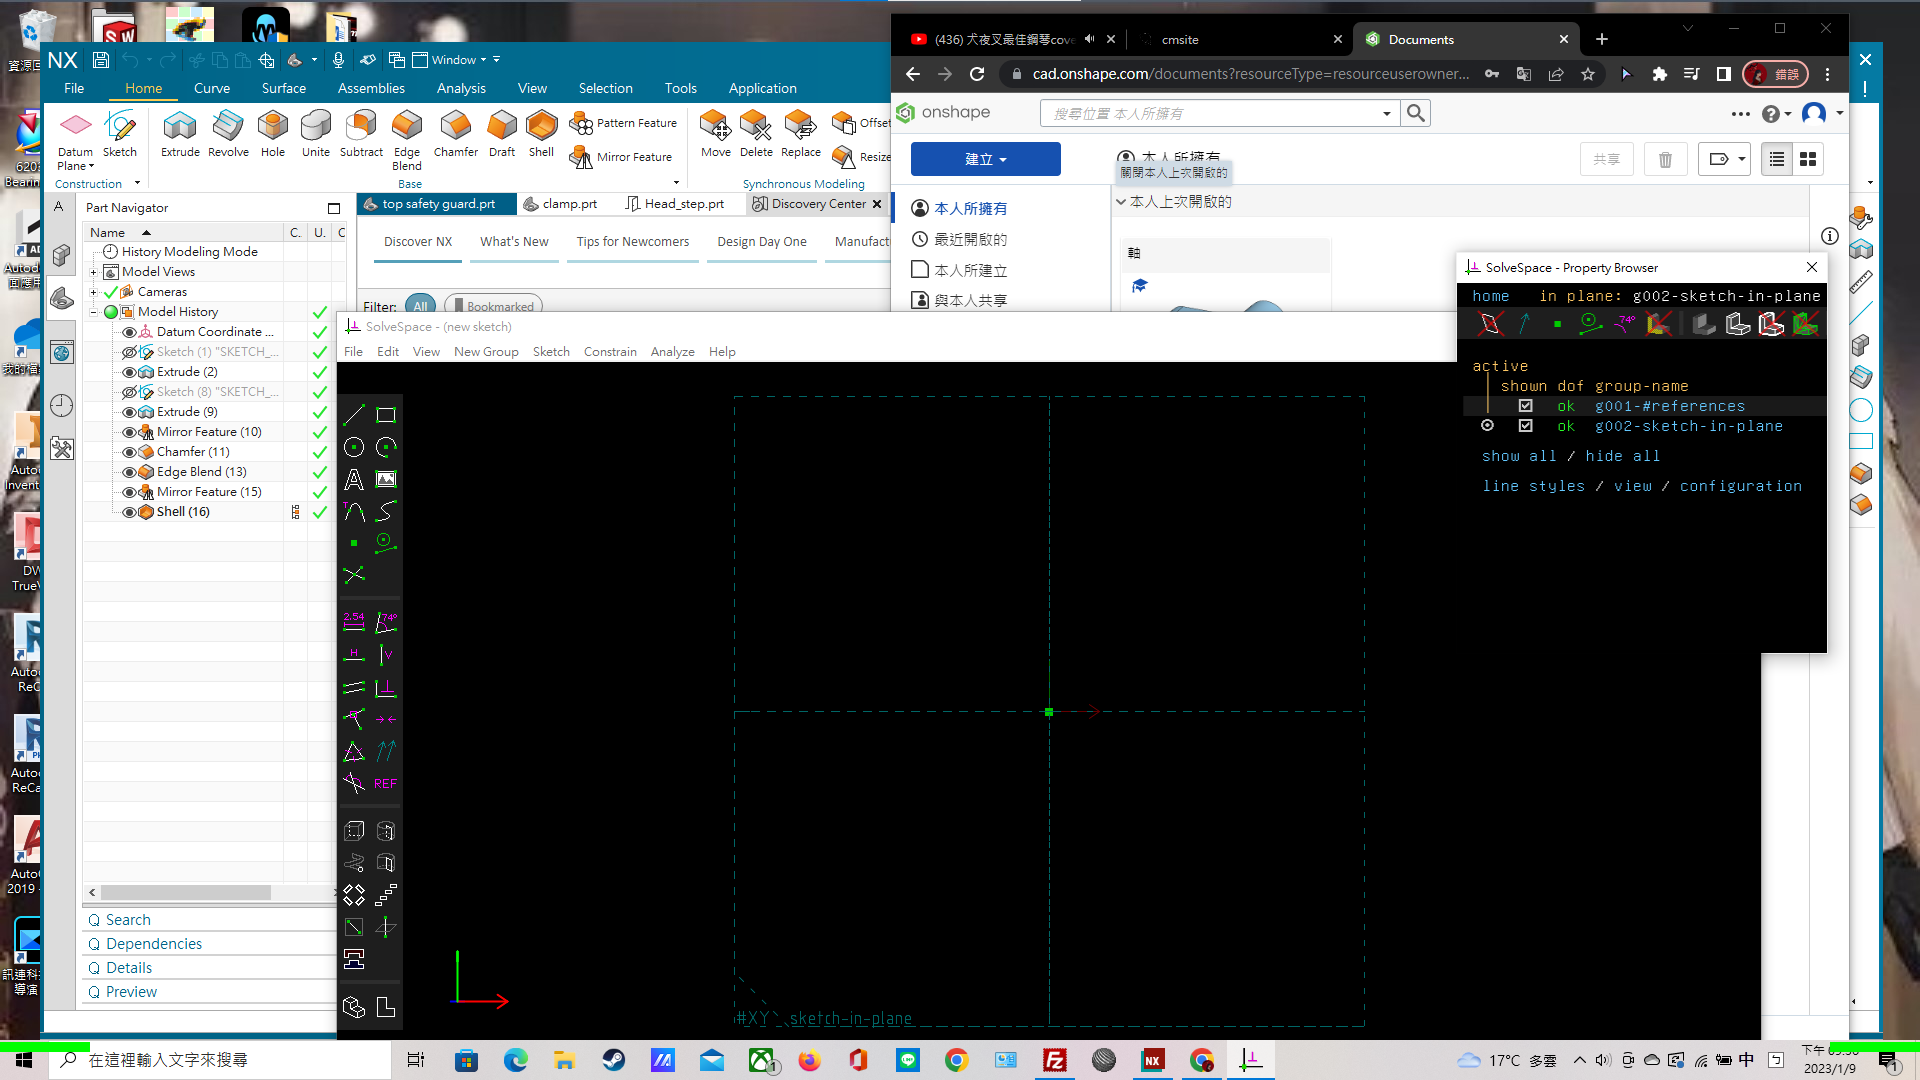 NX
Window
File Home Curve Surface Assemblies Analysis View Selection Tools Application
Datum Plane
Sketch
Extrude
Revolve
Hole
Unite
Subtract
Edge Blend
Chamfer
Draft
Shell
Pattern Feature
Mirror Feature
Move
Delete
Replace
Offset
Resize
Construction
Base
Synchronous Modeling
Part Navigator
Name C. U. C
History Modeling Mode
Model Views
Cameras
Model History
Datum Coordinate ...
Sketch (1) "SKETCH_...
Extrude (2)
Sketch (8) "SKETCH_...
Extrude (9)
Mirror Feature (10)
Chamfer (11)
Edge Blend (13)
Mirror Feature (15)
Shell (16)
Search
Dependencies
Details
Preview
top safety guard.prt
clamp.prt
Head_step.prt
Discovery Center
Discover NX
What's New
Tips for Newcomers
Design Day One
Manufact
Filter: All Bookmarked
(436) 犬夜叉最佳鋼琴cove
cmsite
Documents
cad.onshape.com/documents?resourceType=resourceuserowner...
錯誤
onshape
搜尋位置 本人所擁有
建立
本人所擁有
關閉本人上次開啟的
共享
本人所擁有
最近開啟的
本人所建立
與本人共享
本人上次開啟的
軸
SolveSpace - (new sketch)
File Edit View New Group Sketch Constrain Analyze Help
2.54
74°
H
V
REF
#XY
sketch-in-plane
SolveSpace - Property Browser
home in plane: g002-sketch-in-plane
74°
active
shown dof group-name
ok g001-#references
ok g002-sketch-in-plane
show all / hide all
line styles / view / configuration
在這裡輸入文字來搜尋
17°C 多雲
中
下午
2023/1/9
1